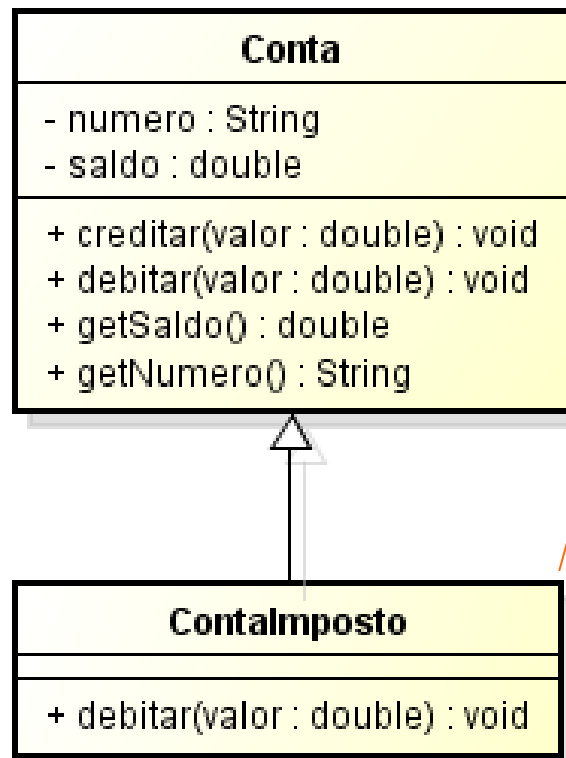 Conta
- numero : String
- saldo : double
+ creditar(valor : double) : void
+ debitar(valor : double) : void
+ getSaldo() : double
+ getNumero() : String
ContaImposto
+ debitar(valor : double) : void